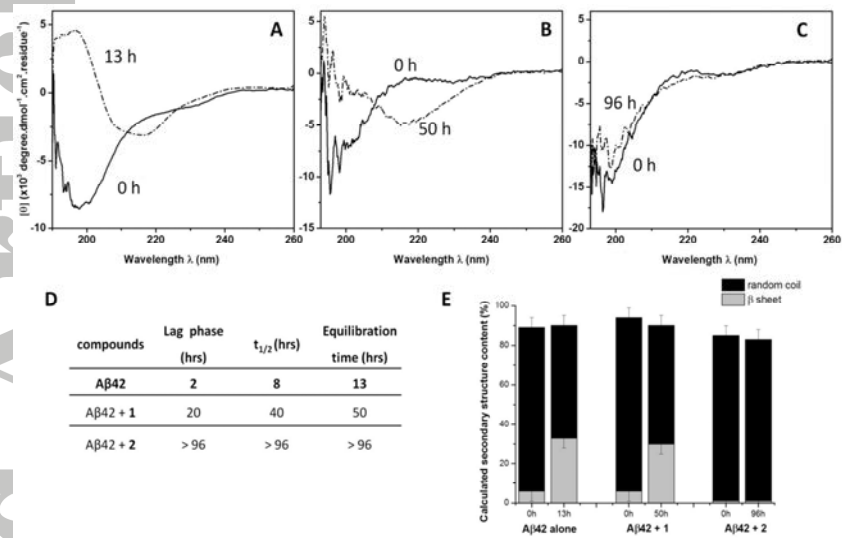 A
13 h
0 h
5
0
-5
-10
200 220 240 260
Wavelength λ (nm)
[θ] (x10³ degree.dmol⁻¹.cm².residue⁻¹)
B
0 h
50 h
5
0
-5
-10
-15
200 220 240 260
Wavelength λ (nm)
C
96 h
0 h
5
0
-5
-10
-15
-20
200 220 240 260
Wavelength λ (nm)
D
compounds Lag phase (hrs) t1/2 (hrs) Equilibration time (hrs)
Aβ42 2 8 13
Aβ42 + 1 20 40 50
Aβ42 + 2 > 96 > 96 > 96
E
random coil
β sheet
Calculated secondary structure content (%)
100
80
60
40
20
0
0h 13h 0h 50h 0h 96h
Aβ42 alone Aβ42 + 1 Aβ42 + 2